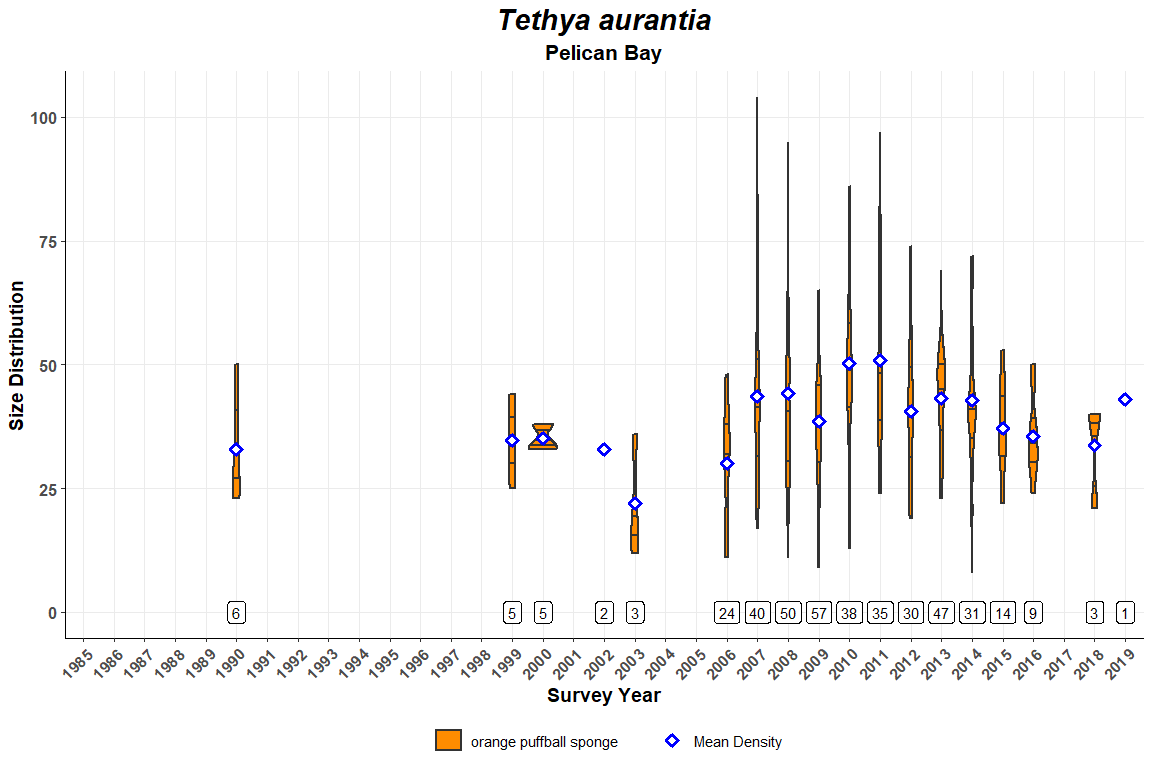 Tethya aurantia
Pelican Bay
Size Distribution
100
75
50
25
0
6 5 5 2 3 24 40 50 57 38 35 30 47 31 14 9 3 1
1985 1986 1987 1988 1989 1990 1991 1992 1993 1994 1995 1996 1997 1998 1999 2000 2001 2002 2003 2004 2005 2006 2007 2008 2009 2010 2011 2012 2013 2014 2015 2016 2017 2018 2019
Survey Year
orange puffball sponge Mean Density